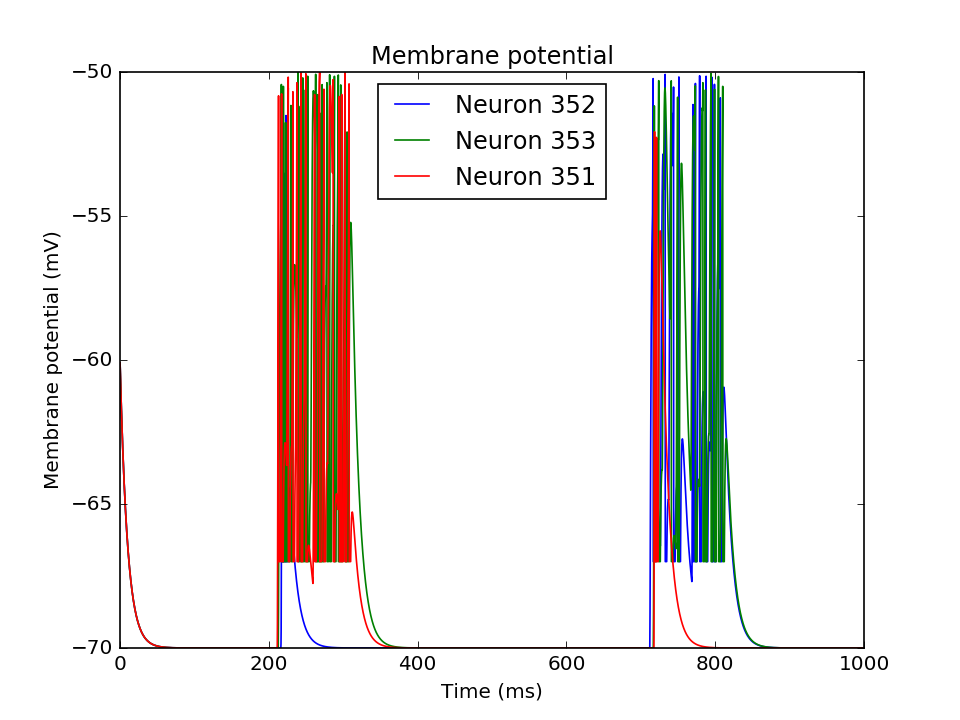 Membrane potential
−50
−55
−60
−65
−70
Membrane potential (mV)
Neuron 352
Neuron 353
Neuron 351
0
200
400
600
800
1000
Time (ms)